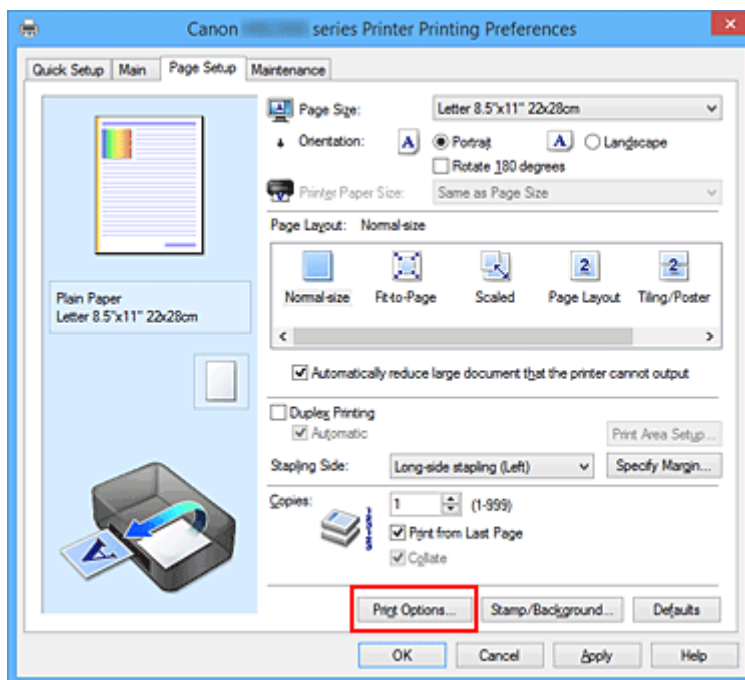 Canon series Printer Printing Preferences
Quick Setup Main Page Setup Maintenance
Page Size: Letter 8.5"x11" 22x28cm
Orientation: A Portrait A Landscape
Rotate 180 degrees
Printer Paper Size: Same as Page Size
Page Layout: Normal-size
2 2
Normal-size Fit-to-Page Scaled Page Layout Tiling/Poster
Plain Paper
Letter 8.5"x11" 22x28cm
Automatically reduce large document that the printer cannot output
Duplex Printing
Automatic Print Area Setup...
Stapling Side: Long-side stapling (Left) Specify Margin...
Copies: 1 (1-999)
Print from Last Page
Collate
A
Print Options... Stamp/Background... Defaults
OK Cancel Apply Help